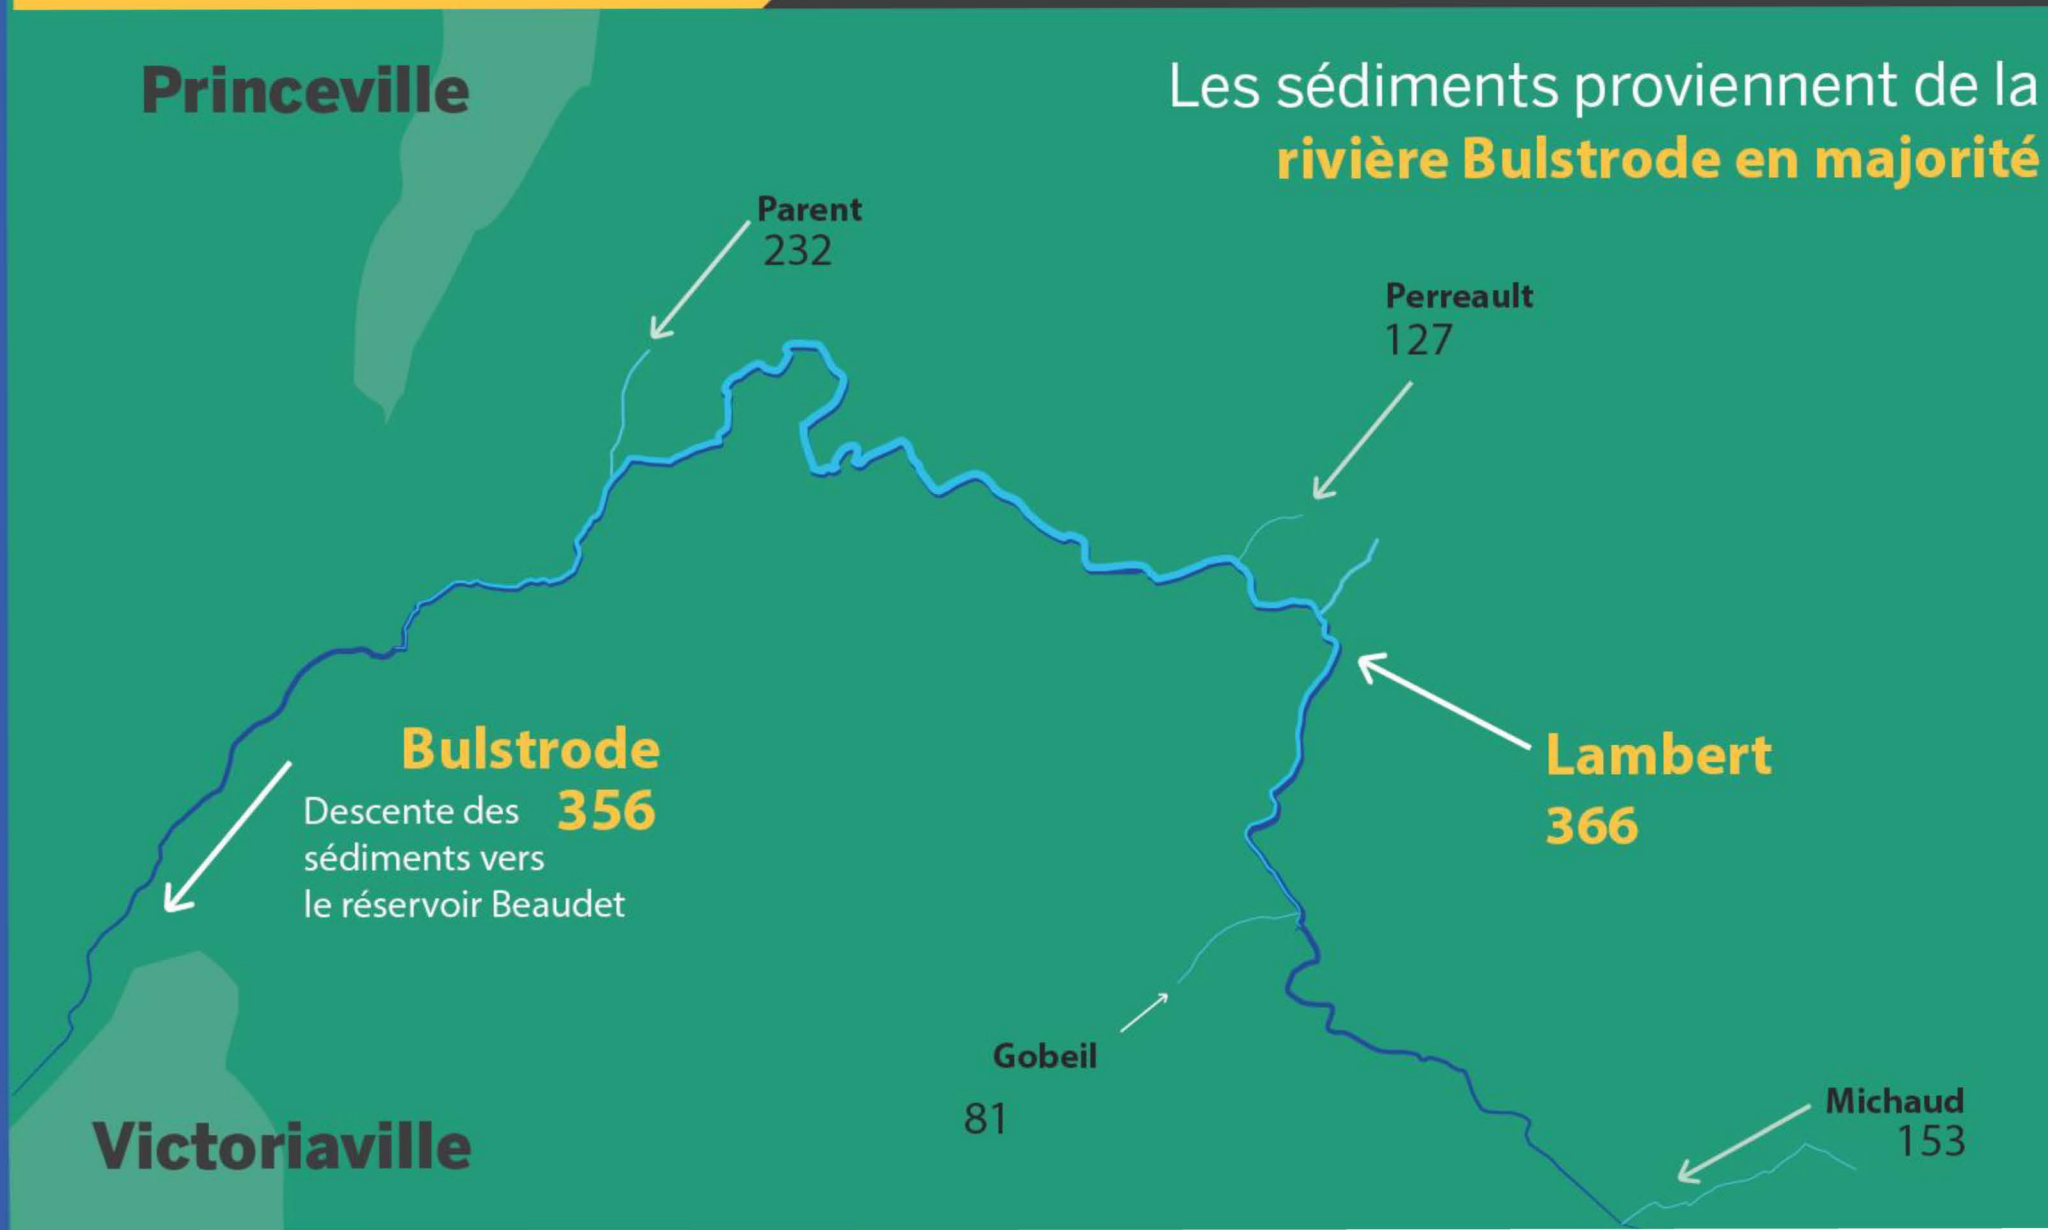 Princeville
Les sédiments proviennent de la
rivière Bulstrode en majorité
Parent
232
Perreault
127
Bulstrode
356
Descente des
sédiments vers
le réservoir Beaudet
Lambert
366
Gobeil
81
Michaud
153
Victoriaville